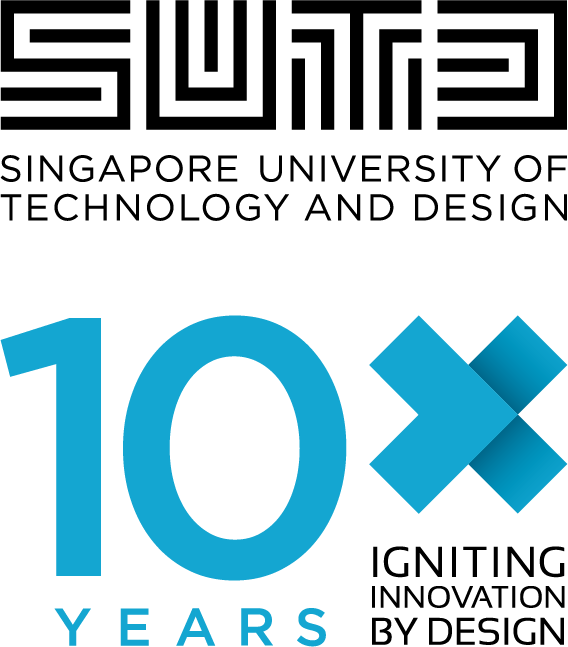 SUTD
SINGAPORE UNIVERSITY OF
TECHNOLOGY AND DESIGN
10
YEARS
IGNITING
INNOVATION
BY DESIGN